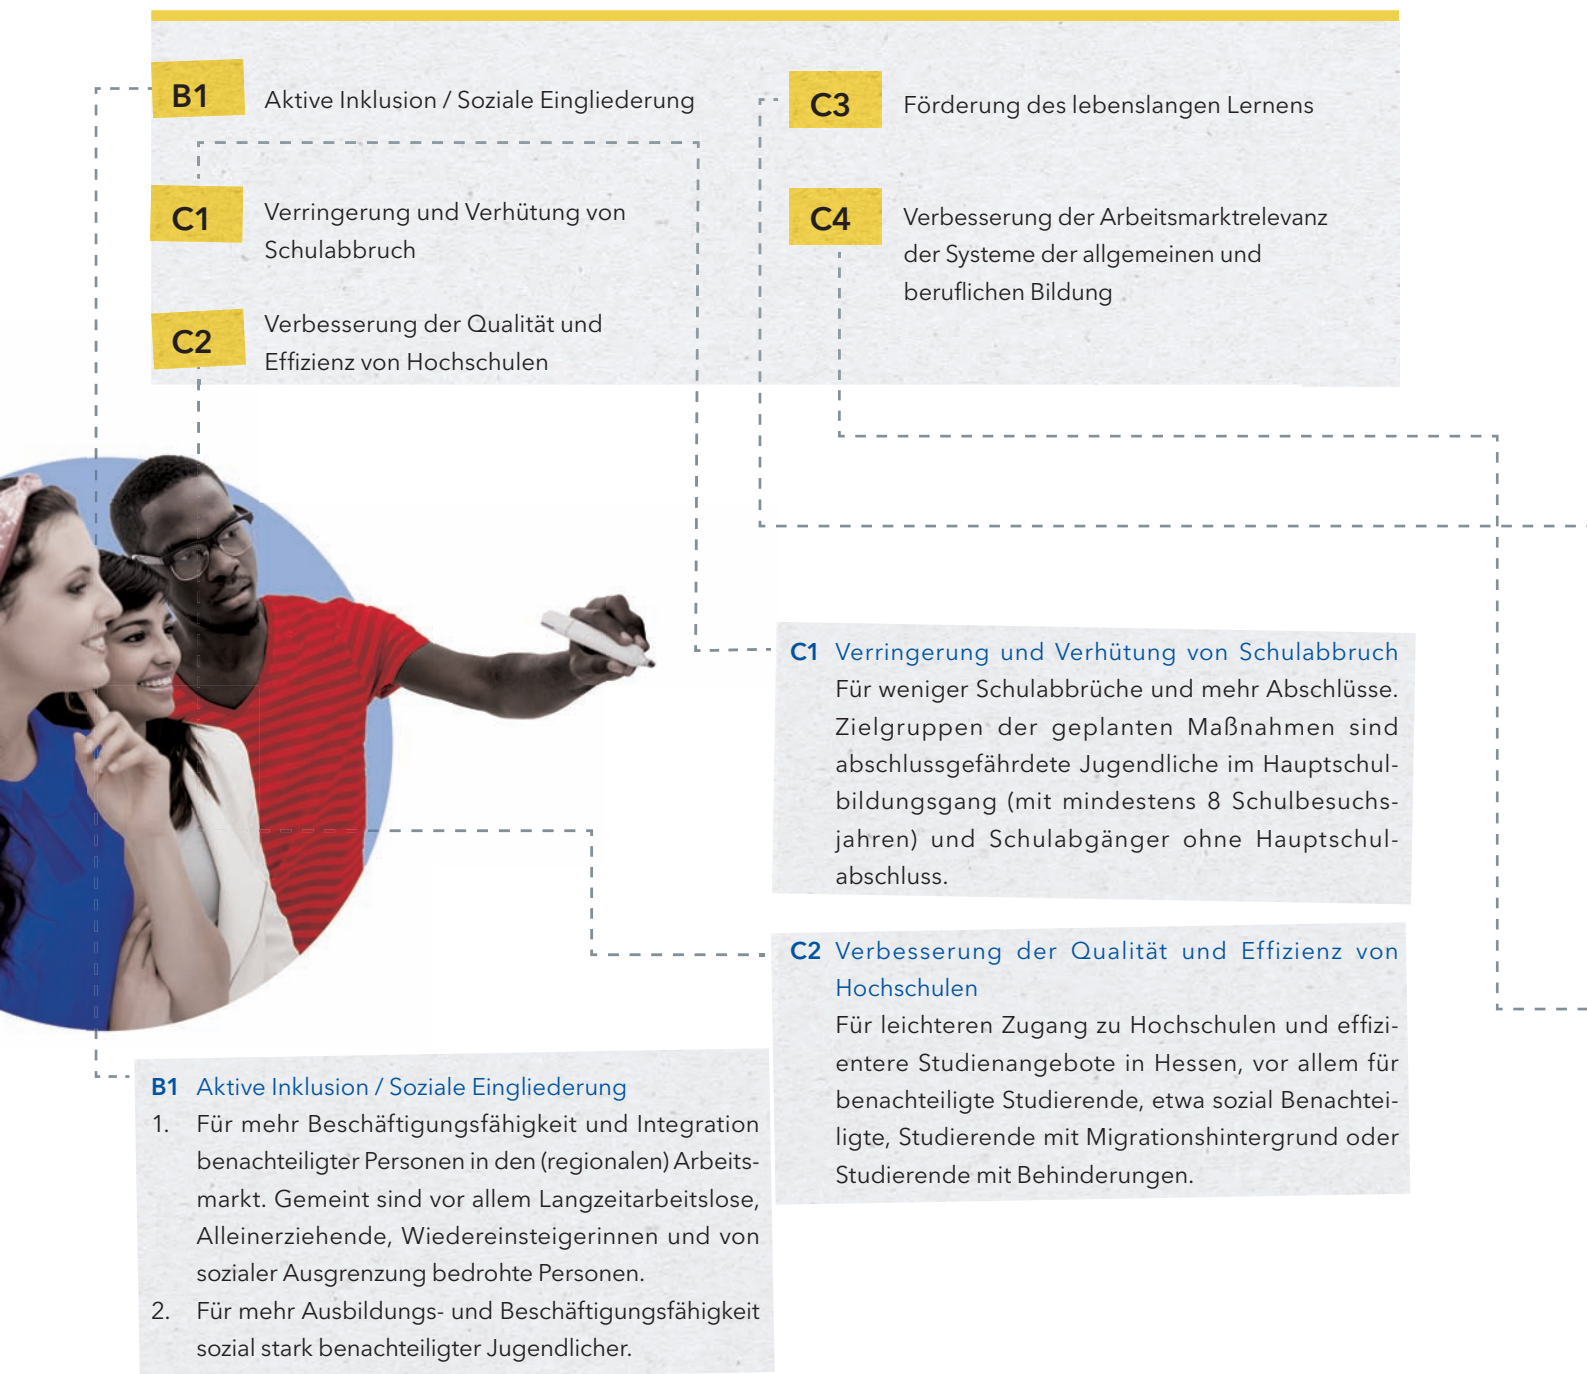 B1 Aktive Inklusion / Soziale Eingliederung
C1 Verringerung und Verhütung von
Schulabbruch
C2 Verbesserung der Qualität und
Effizienz von Hochschulen
C3 Förderung des lebenslangen Lernens
C4 Verbesserung der Arbeitsmarktrelevanz
der Systeme der allgemeinen und
beruflichen Bildung
B1 Aktive Inklusion / Soziale Eingliederung
1. Für mehr Beschäftigungsfähigkeit und Integration
benachteiligter Personen in den (regionalen) Arbeits-
markt. Gemeint sind vor allem Langzeitarbeitslose,
Alleinerziehende, Wiedereinsteigerinnen und von
sozialer Ausgrenzung bedrohte Personen.
2. Für mehr Ausbildungs- und Beschäftigungsfähigkeit
sozial stark benachteiligter Jugendlicher.
C1 Verringerung und Verhütung von Schulabbruch
Für weniger Schulabbrüche und mehr Abschlüsse.
Zielgruppen der geplanten Maßnahmen sind
abschlussgefährdete Jugendliche im Hauptschul-
bildungsgang (mit mindestens 8 Schulbesuchs-
jahren) und Schulabgänger ohne Hauptschul-
abschluss.
C2 Verbesserung der Qualität und Effizienz von
Hochschulen
Für leichteren Zugang zu Hochschulen und effizi-
entere Studienangebote in Hessen, vor allem für
benachteiligte Studierende, etwa sozial Benachtei-
ligte, Studierende mit Migrationshintergrund oder
Studierende mit Behinderungen.